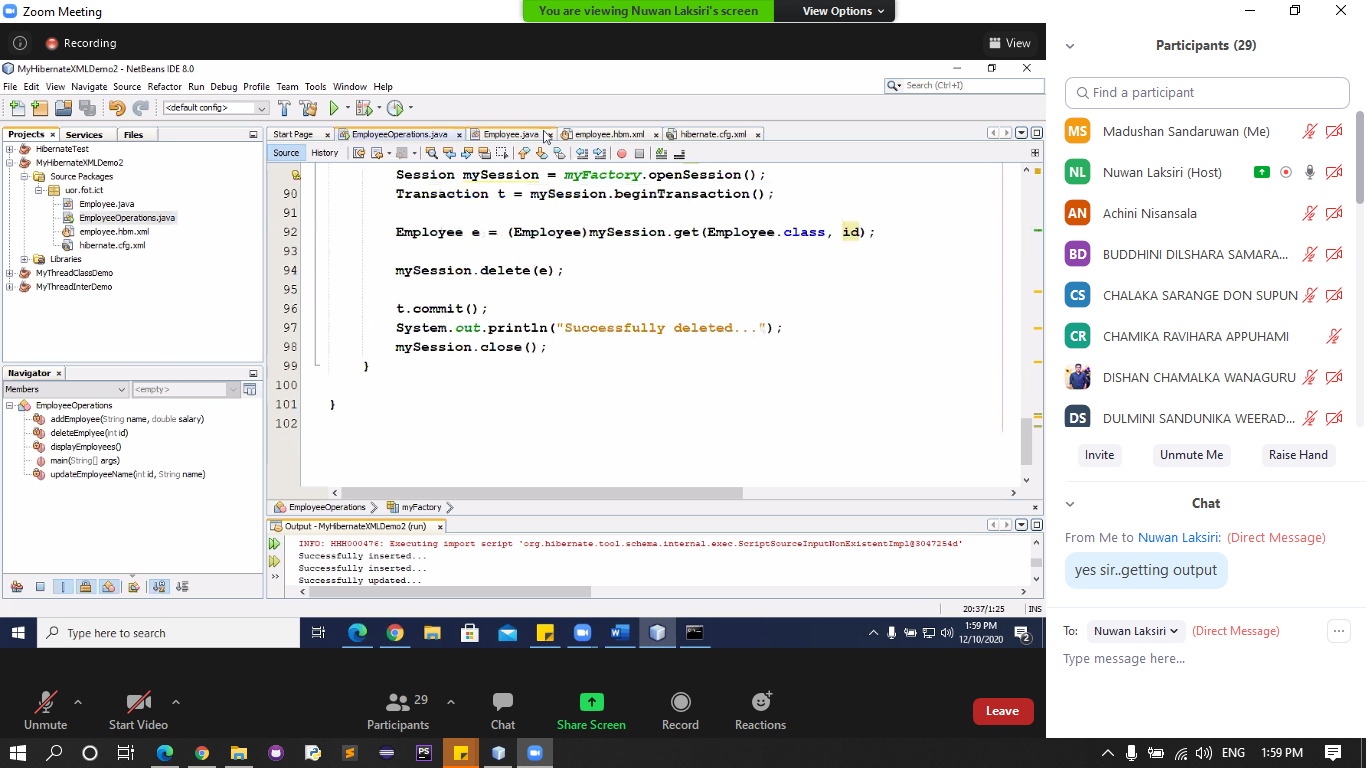 Zoom Meeting
You are viewing Nuwan Laksiri's screen
View Options
Recording
View
MyHibernateXMLDemo2 - NetBeans IDE 8.0
File Edit View Navigate Source Refactor Run Debug Profile Team Tools Window Help
Search (Ctrl+I)
<default config>
Projects × Services Files
HibernateTest
MyHibernateXMLDemo2
Source Packages
uor.fot.ict
Employee.java
EmployeeOperations.java
employee.hbm.xml
hibernate.cfg.xml
Libraries
MyThreadClassDemo
MyThreadInterDemo
Navigator ×
Members
<empty>
EmployeeOperations
addEmployee(String name, double salary)
deleteEmplyee(int id)
displayEmployees()
main(String[] args)
updateEmployeeName(int id, String name)
Start Page × EmployeeOperations.java × Employee.java × employee.hbm.xml × hibernate.cfg.xml ×
Source History
Session mySession = myFactory.openSession();
90 Transaction t = mySession.beginTransaction();
91
92 Employee e = (Employee)mySession.get(Employee.class, id);
93
94 mySession.delete(e);
95
96 t.commit();
97 System.out.println("Successfully deleted...");
98 mySession.close();
99 }
100
101 }
102
EmployeeOperations myFactory
Output - MyHibernateXMLDemo2 (run) ×
INFO: HHH000476: Executing import script 'org.hibernate.tool.schema.internal.exec.ScriptSourceInputNonExistentImpl@3047254d'
Successfully inserted...
Successfully inserted...
Successfully updated...
20:37/1:25 INS
Type here to search
1:59 PM
12/10/2020
2
Participants (29)
Find a participant
MS Madushan Sandaruwan (Me)
NL Nuwan Laksiri (Host)
AN Achini Nisansala
BD BUDDHINI DILSHARA SAMARA...
CS CHALAKA SARANGE DON SUPUN
CR CHAMIKA RAVIHARA APPUHAMI
DISHAN CHAMALKA WANAGURU
DS DULMINI SANDUNIKA WEERAD...
Invite Unmute Me Raise Hand
Chat
From Me to Nuwan Laksiri: (Direct Message)
yes sir..getting output
To: Nuwan Laksiri (Direct Message) ...
Type message here...
Unmute Start Video Participants 29 Chat Share Screen Record Reactions Leave
PS
ENG 1:59 PM